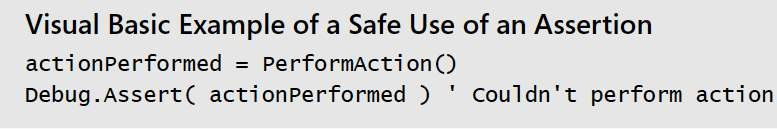 Visual Basic Example of a Safe Use of an Assertion
actionPerformed = PerformAction()
Debug.Assert( actionPerformed ) ' Couldn't perform action